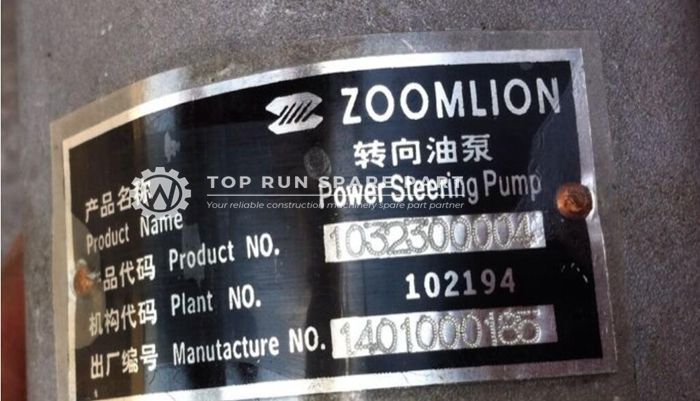 ZOOMLION
转向油泵
产品名称
Product Name Power Steering Pump
TOP RUN SPARE PART
Your reliable construction machinery spare part partner
产品代码 Product NO. 1032300004
机构代码 Plant NO. 102194
出厂编号 Manutacture NO. 1401000185